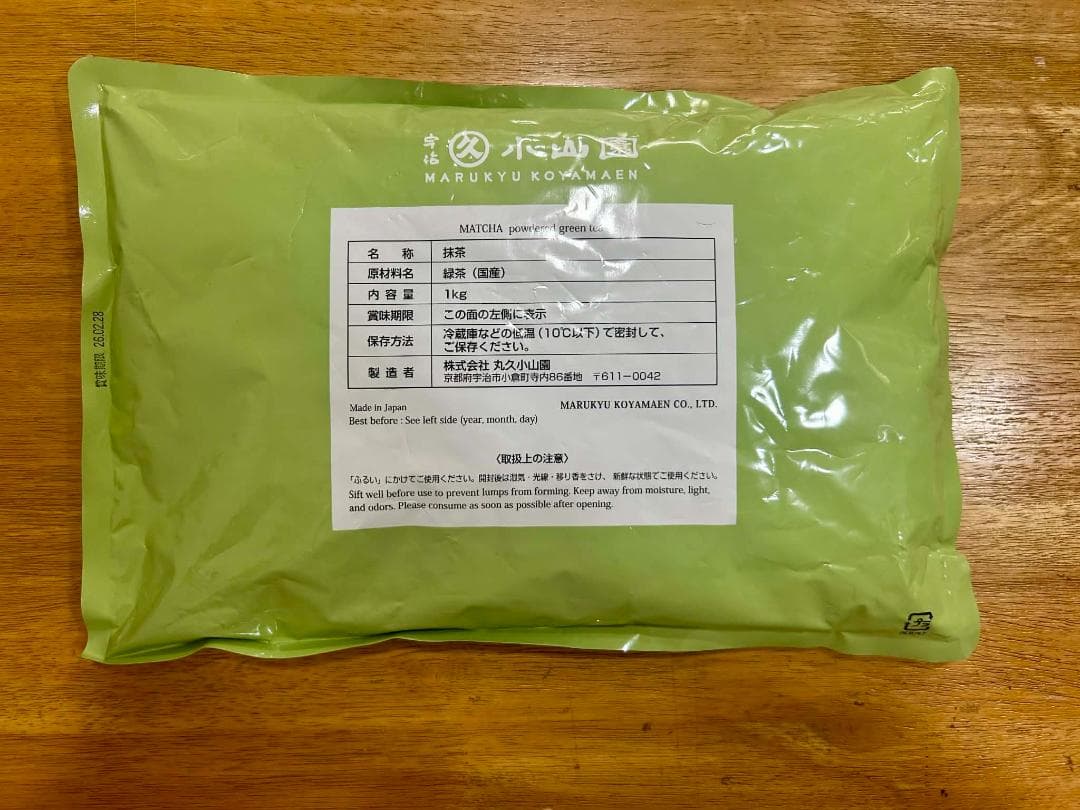 宇治 久 小山園
MARUKYU KOYAMAEN
MATCHA powdered green tea
名 称 抹茶
原材料名 緑茶（国産）
内容量 1kg
賞味期限 この面の左側に表示
保存方法 冷蔵庫などの低温（10℃以下）で密封して、
ご保存ください。
製造者 株式会社 丸久小山園
京都府宇治市小倉町寺内86番地 〒611-0042
Made in Japan
MARUKYU KOYAMAEN CO., LTD.
Best before : See left side (year, month, day)
〈取扱上の注意〉
「ふるい」にかけてご使用ください。開封後は湿気・光線・移り香をさけ、新鮮な状態でご使用ください。
Sift well before use to prevent lumps from forming. Keep away from moisture, light,
and odors. Please consume as soon as possible after opening.
賞味期限 26.02.28
プラ